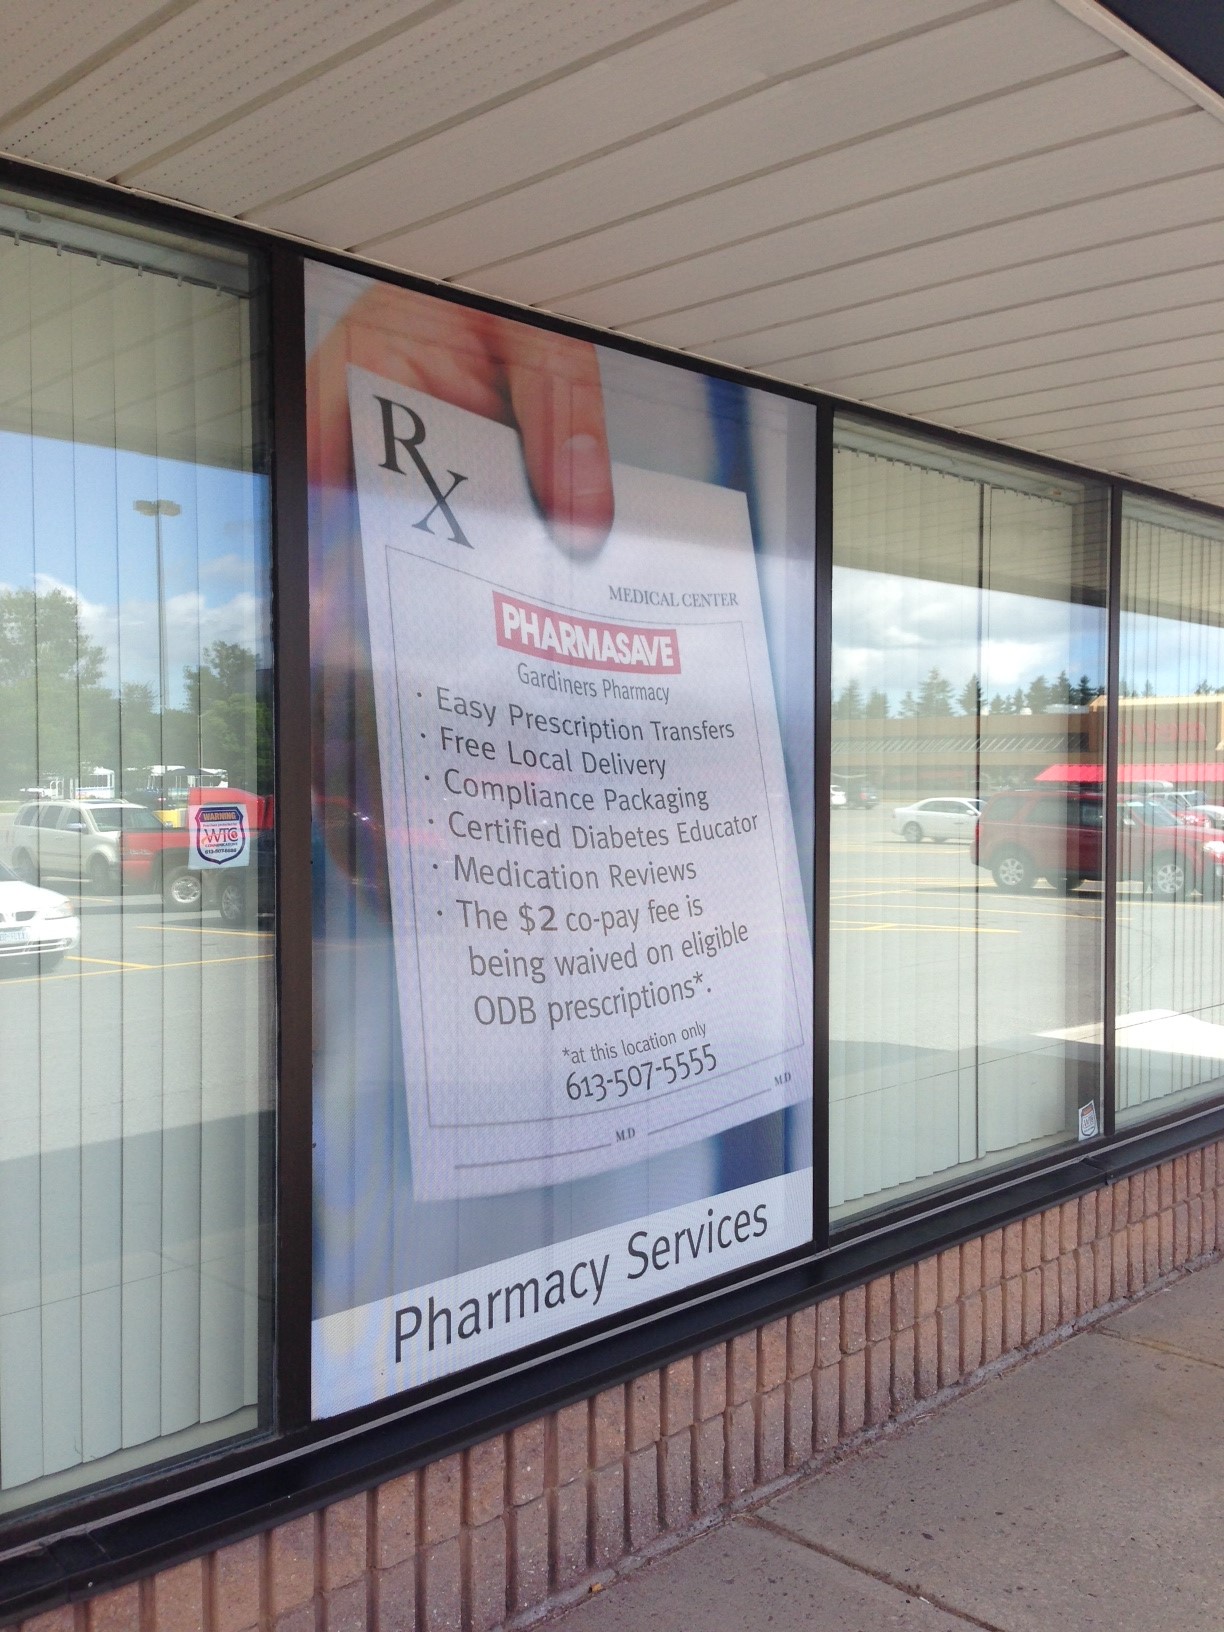 RX
MEDICAL CENTER
PHARMASAVE
Gardiners Pharmacy
· Easy Prescription Transfers
· Free Local Delivery
· Compliance Packaging
· Certified Diabetes Educator
· Medication Reviews
· The $2 co-pay fee is
being waived on eligible
ODB prescriptions*.
*at this location only
613-507-5555
M.D
M.D
Pharmacy Services
WARNING
WTC